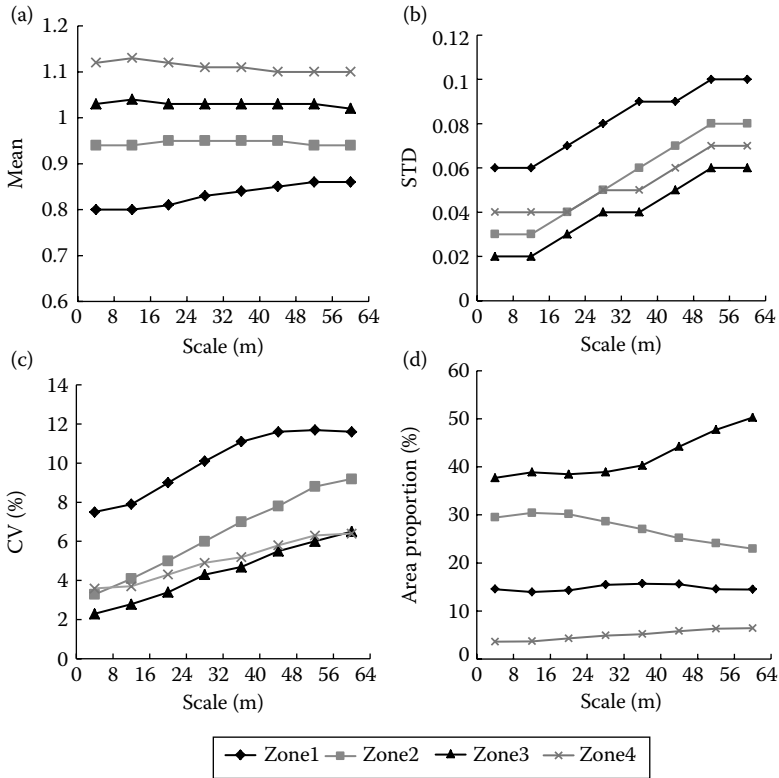 (a)
1.2
1.1
1
0.9
0.8
0.7
0.6
Mean
0 8 16 24 32 40 48 56 64
Scale (m)
(b)
0.12
0.1
0.08
0.06
0.04
0.02
0
STD
0 8 16 24 32 40 48 56 64
Scale (m)
(c)
14
12
10
8
6
4
2
0
CV (%)
0 8 16 24 32 40 48 56 64
Scale (m)
(d)
60
50
40
30
20
10
0
Area proportion (%)
0 8 16 24 32 40 48 56 64
Scale (m)
Zone1 Zone2 Zone3 Zone4